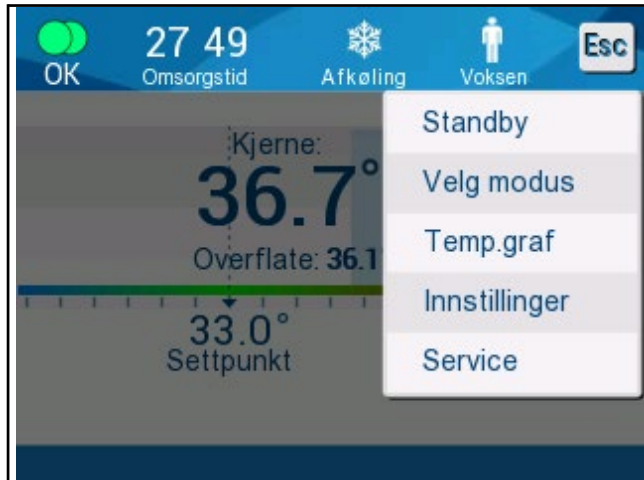 OK
27 49
Omsorgstid
Afkøling
Voksen
Esc
Kjerne:
36.7°
Overflate: 36.1
33.0°
Settpunkt
Standby
Velg modus
Temp.graf
Innstillinger
Service